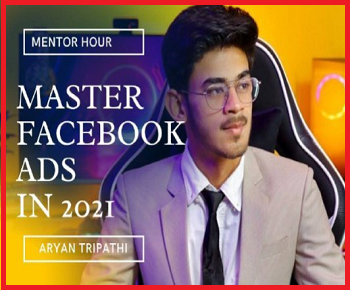 MENTOR HOUR
MASTER
FACEBOOK
ADS
IN 2021
ARYAN TRIPATHI